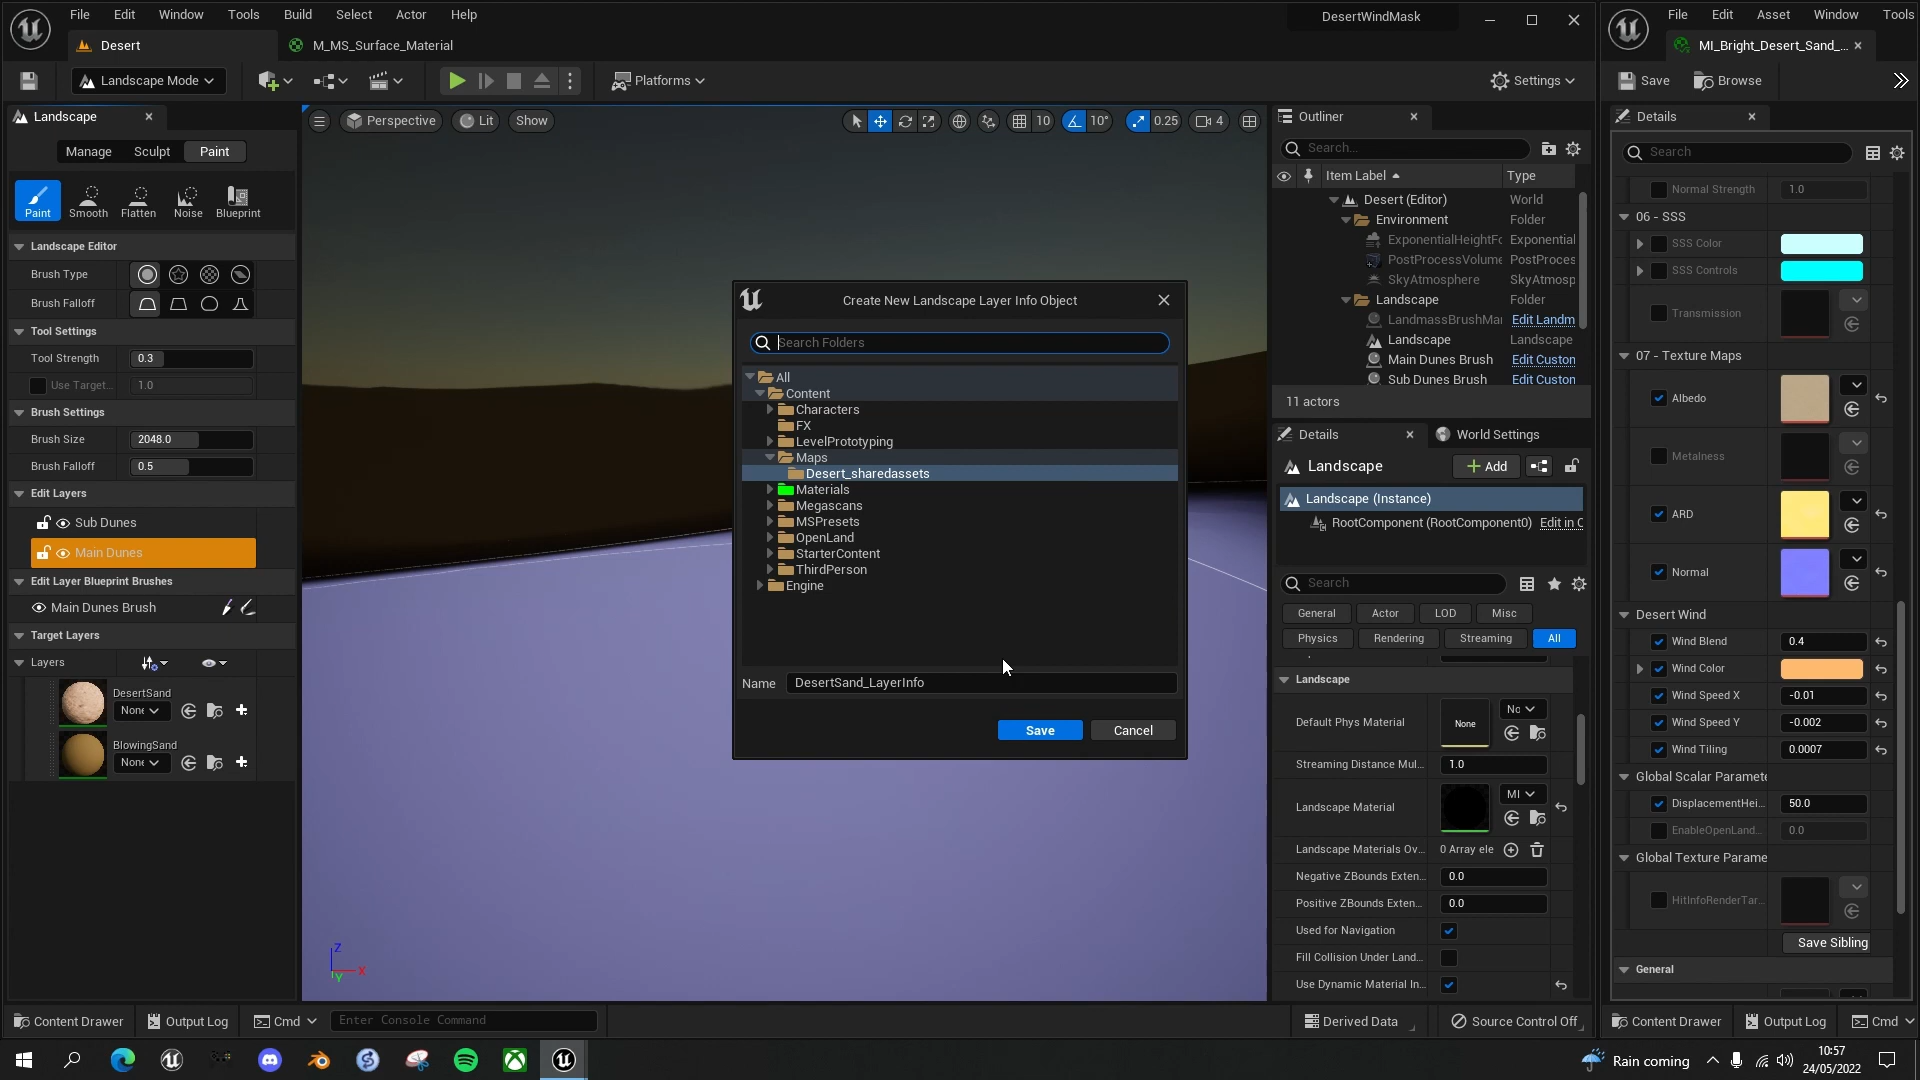 File Edit Window Tools Build Select Actor Help
DesertWindMask
File Edit Asset Window Tools
Desert
M_MS_Surface_Material
MI_Bright_Desert_Sand_...
Landscape Mode
Platforms
Settings
Save
Browse
Landscape
Perspective
Lit
Show
10
10°
0.25
4
Outliner
Details
Manage
Sculpt
Paint
Search...
Search
Item Label
Type
Normal Strength
1.0
Paint
Smooth
Flatten
Noise
Blueprint
Desert (Editor)
World
Environment
Folder
06 - SSS
ExponentialHeightFo
Exponential
SSS Color
PostProcessVolume
PostProces
SSS Controls
SkyAtmosphere
SkyAtmosp
Landscape
Folder
Transmission
LandmassBrushMa
Edit Landm
Landscape
Landscape
Main Dunes Brush
Edit Custon
Sub Dunes Brush
Edit Custon
11 actors
07 - Texture Maps
Albedo
Metalness
ARD
Normal
Landscape Editor
Brush Type
Brush Falloff
Tool Settings
Tool Strength
0.3
Use Target...
1.0
Brush Settings
Brush Size
2048.0
Brush Falloff
0.5
Edit Layers
Sub Dunes
Main Dunes
Edit Layer Blueprint Brushes
Main Dunes Brush
Target Layers
Layers
DesertSand
None
BlowingSand
None
Create New Landscape Layer Info Object
Search Folders
All
Content
Characters
FX
LevelPrototyping
Maps
Desert_sharedassets
Materials
Megascans
MSPresets
OpenLand
StarterContent
ThirdPerson
Engine
Name
DesertSand_LayerInfo
Save
Cancel
Z
X
Y
Details
World Settings
Landscape
Add
Landscape (Instance)
RootComponent (RootComponent0)
Edit in C
Search
General
Actor
LOD
Misc
Physics
Rendering
Streaming
All
Landscape
Default Phys Material
None
No
Streaming Distance Mul...
1.0
Landscape Material
MI
Landscape Materials Ov...
0 Array ele
Negative ZBounds Exten...
0.0
Positive ZBounds Exten...
0.0
Used for Navigation
Fill Collision Under Land...
Use Dynamic Material In...
Desert Wind
Wind Blend
0.4
Wind Color
Wind Speed X
-0.01
Wind Speed Y
-0.002
Wind Tiling
0.0007
Global Scalar Paramete
DisplacementHei...
50.0
EnableOpenLand...
0.0
Global Texture Parame
HitInfoRenderTar...
Save Sibling
General
Content Drawer
Output Log
Cmd
Enter Console Command
Derived Data
Source Control Off
Content Drawer
Output Log
Cmd
Rain coming
10:57
24/05/2022